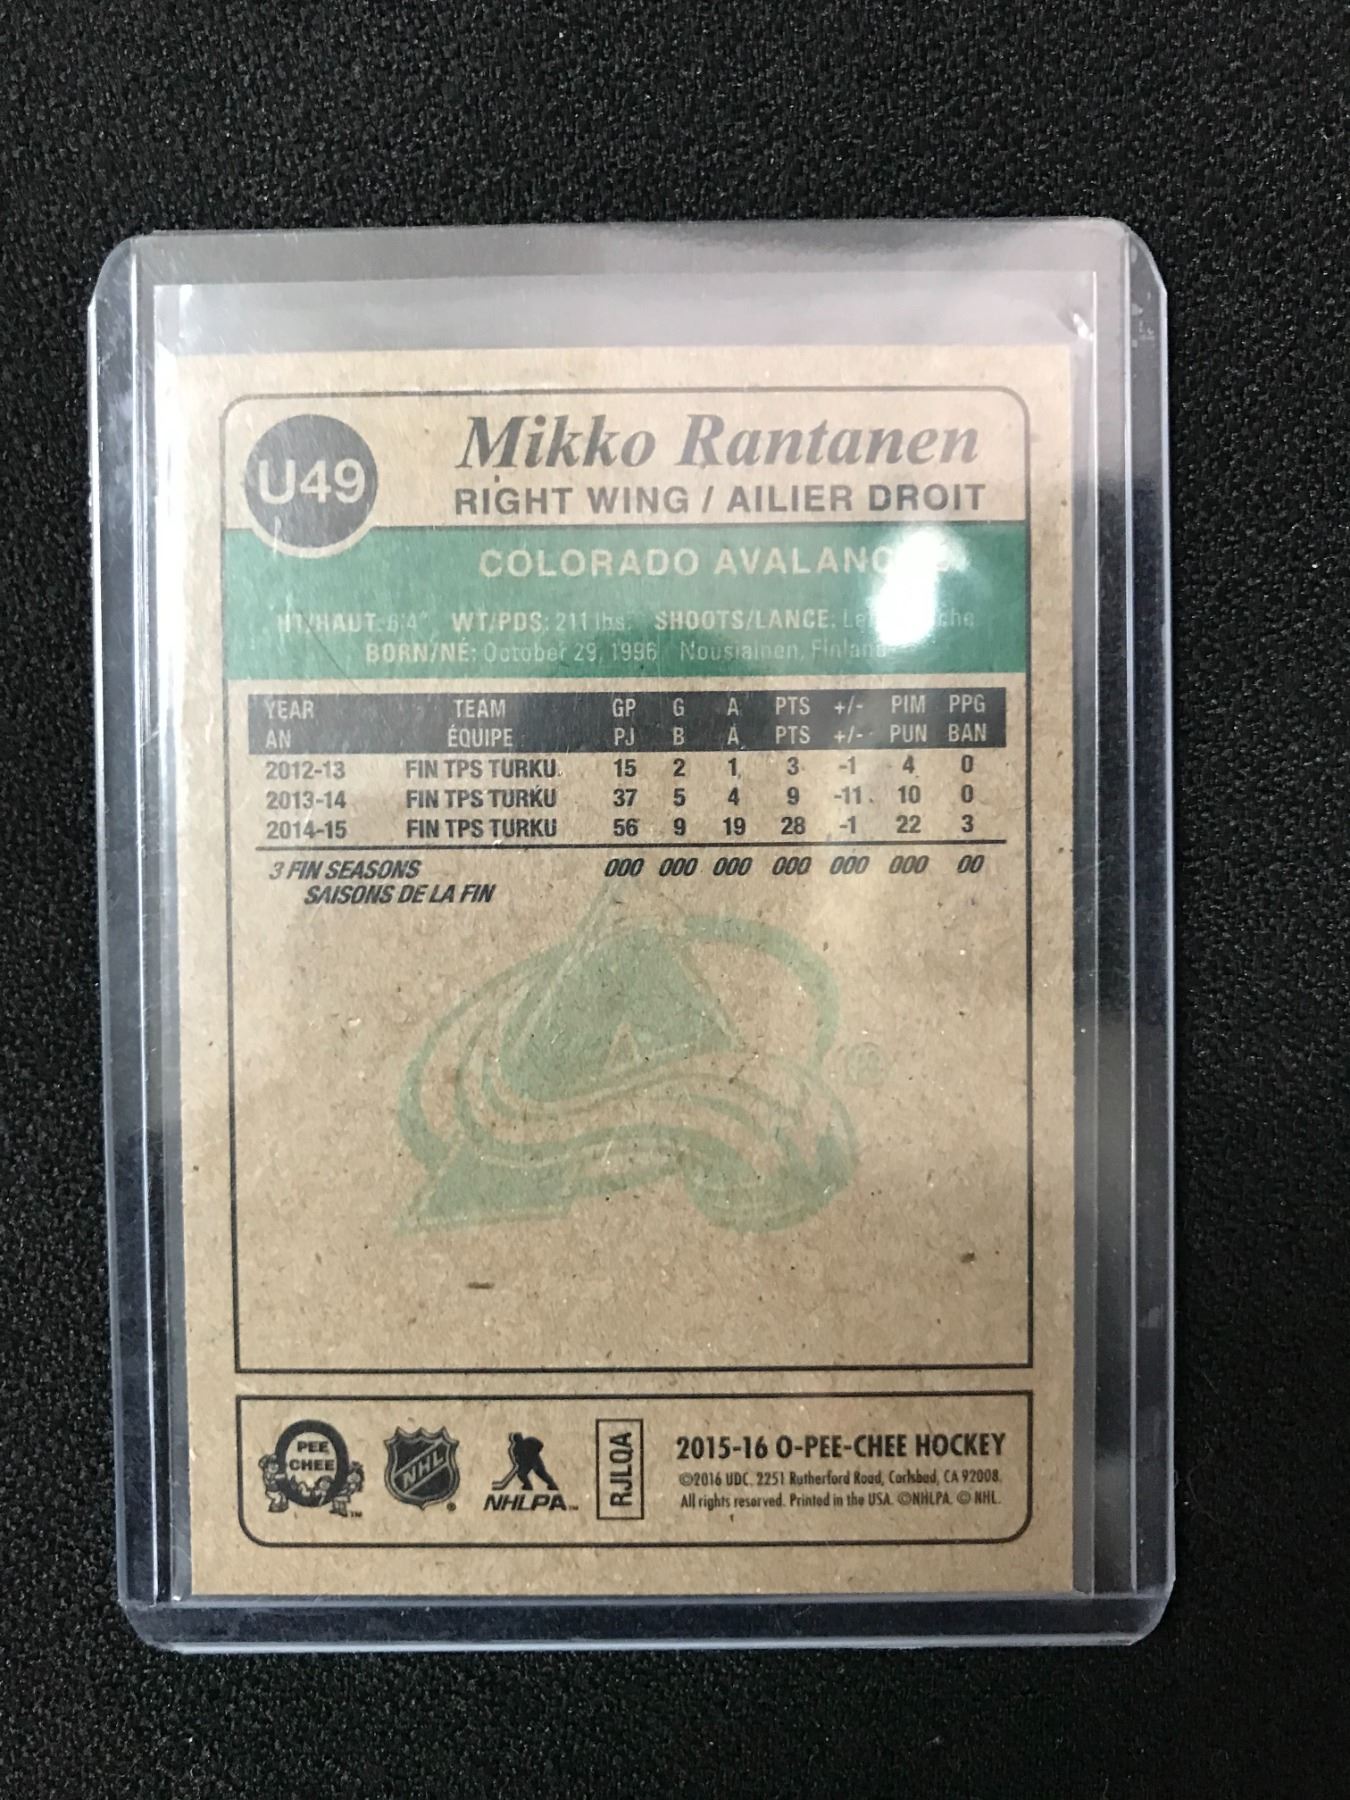 U49
Mikko Rantanen
RIGHT WING / AILIER DROIT
COLORADO
HT/HAUT: 6'4" WT/PDS: 211 lbs. SHOOTS/LANCE:
BORN/NÉ: October 29, 1996 Nousiainen, Finland
YEAR TEAM GP G A PTS +/- PIM PPG
AN ÉQUIPE PJ B A PTS +/- PUN BAN
2012-13 FIN TPS TURKU 15 2 1 3 -1 4 0
2013-14 FIN TPS TURKU 37 5 4 9 -11 10 0
2014-15 FIN TPS TURKU 56 9 19 28 -1 22 3
3 FIN SEASONS 000 000 000 000 000 000 00
SAISONS DE LA FIN
®
PEE
CHEE
TM
NHL
®
NHLPA™
RJLQA
2015-16 O-PEE-CHEE HOCKEY
©2016 UDC. 2251 Rutherford Road, Carlsbad, CA 92008.
All rights reserved. Printed in the USA. ©NHLPA. © NHL.